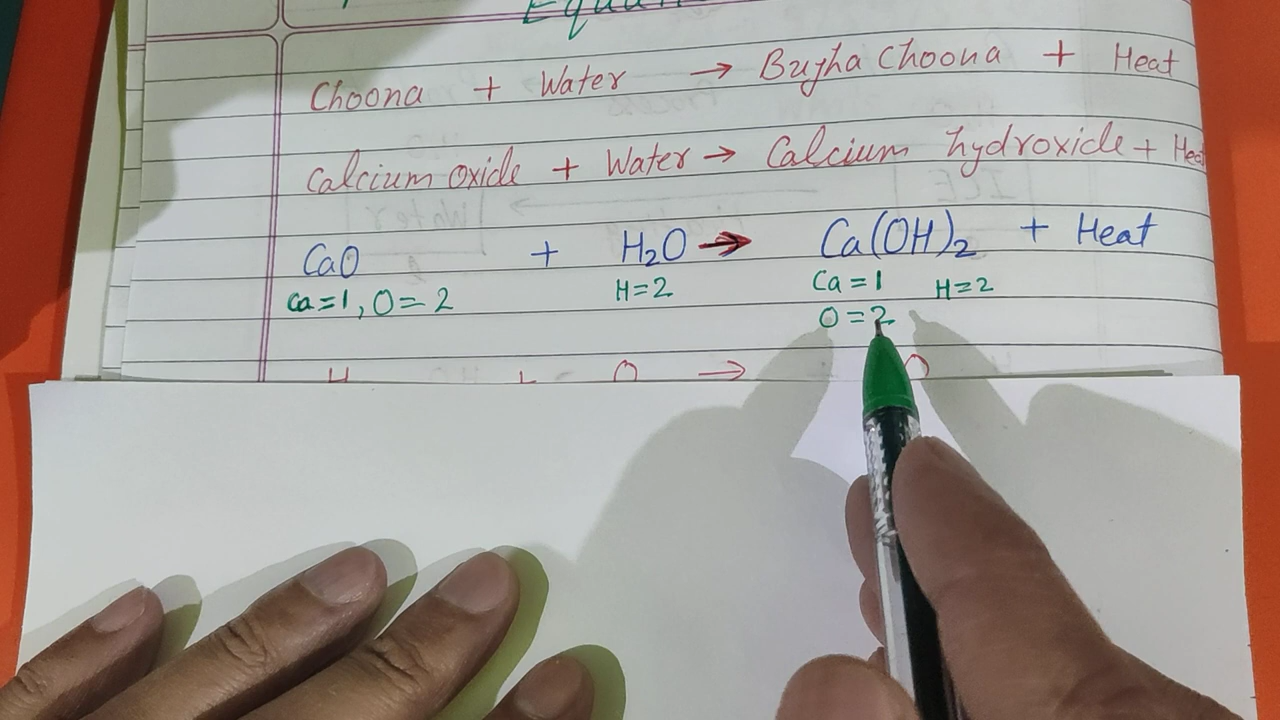 Choona + Water → Bujha Choona + Heat
Calcium oxide + Water → Calcium hydroxide + Hea
CaO + H₂O → Ca(OH)₂ + Heat
Ca=1, O=2 H=2 Ca=1 H=2
O=2